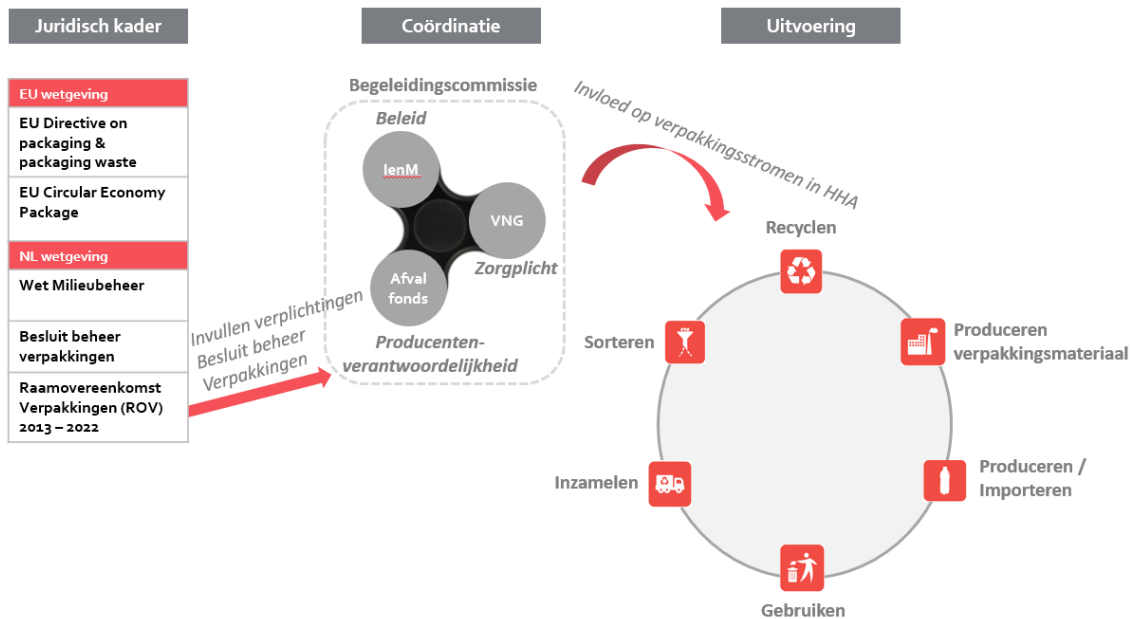 Juridisch kader
Coördinatie
Uitvoering
EU wetgeving
EU Directive on
packaging &
packaging waste
EU Circular Economy
Package
NL wetgeving
Wet Milieubeheer
Besluit beheer
verpakkingen
Raamovereenkomst
Verpakkingen (ROV)
2013 – 2022
Invullen verplichtingen
Besluit beheer
Verpakkingen
Begeleidingscommissie
Beleid
IenM
VNG
Zorgplicht
Afval
fonds
Producenten-
verantwoordelijkheid
Invloed op verpakkingsstromen in HHA
Recyclen
Produceren
verpakkingsmateriaal
Produceren /
Importeren
Gebruiken
Inzamelen
Sorteren